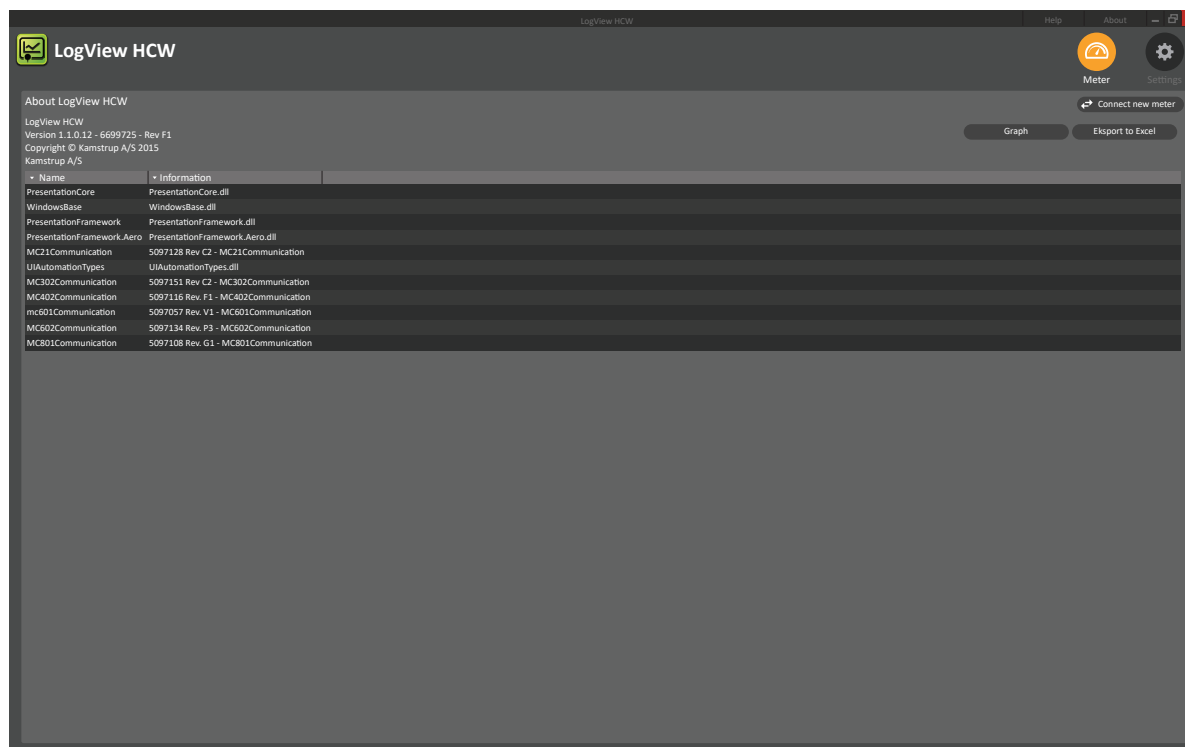 LogView HCW
Help
About
LogView HCW
Meter
Settings
About LogView HCW
Connect new meter
LogView HCW
Version 1.1.0.12 - 6699725 - Rev F1
Graph
Eksport to Excel
Copyright © Kamstrup A/S 2015
Kamstrup A/S
Name Information
PresentationCore PresentationCore.dll
WindowsBase WindowsBase.dll
PresentationFramework PresentationFramework.dll
PresentationFramework.Aero PresentationFramework.Aero.dll
MC21Communication 5097128 Rev C2 - MC21Communication
UIAutomationTypes UIAutomationTypes.dll
MC302Communication 5097151 Rev C2 - MC302Communication
MC402Communication 5097116 Rev. F1 - MC402Communication
mc601Communication 5097057 Rev. V1 - MC601Communication
MC602Communication 5097134 Rev. P3 - MC602Communication
MC801Communication 5097108 Rev. G1 - MC801Communication